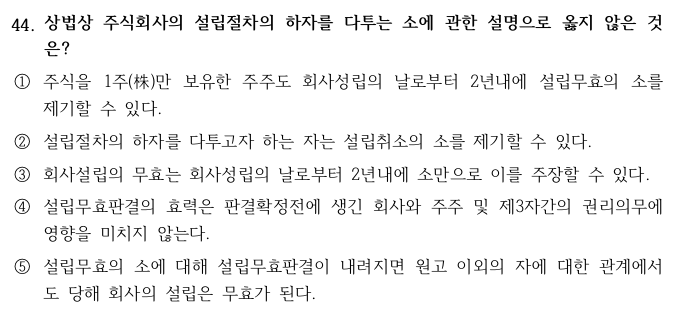 44. 상법상 주식회사의 설립절차의 하자를 다투는 소에 관한 설명으로 옳지 않은 것
은?
① 주식을 1주(株)만 보유한 주주도 회사성립의 날로부터 2년내에 설립무효의 소를
제기할 수 있다.
② 설립절차의 하자를 다투고자 하는 자는 설립취소의 소를 제기할 수 있다.
③ 회사설립의 무효는 회사성립의 날로부터 2년내에 소만으로 이를 주장할 수 있다.
④ 설립무효판결의 효력은 판결확정전에 생긴 회사와 주주 및 제3자간의 권리의무에
영향을 미치지 않는다.
⑤ 설립무효의 소에 대해 설립무효판결이 내려지면 원고 이외의 자에 대한 관계에서
도 당해 회사의 설립은 무효가 된다.